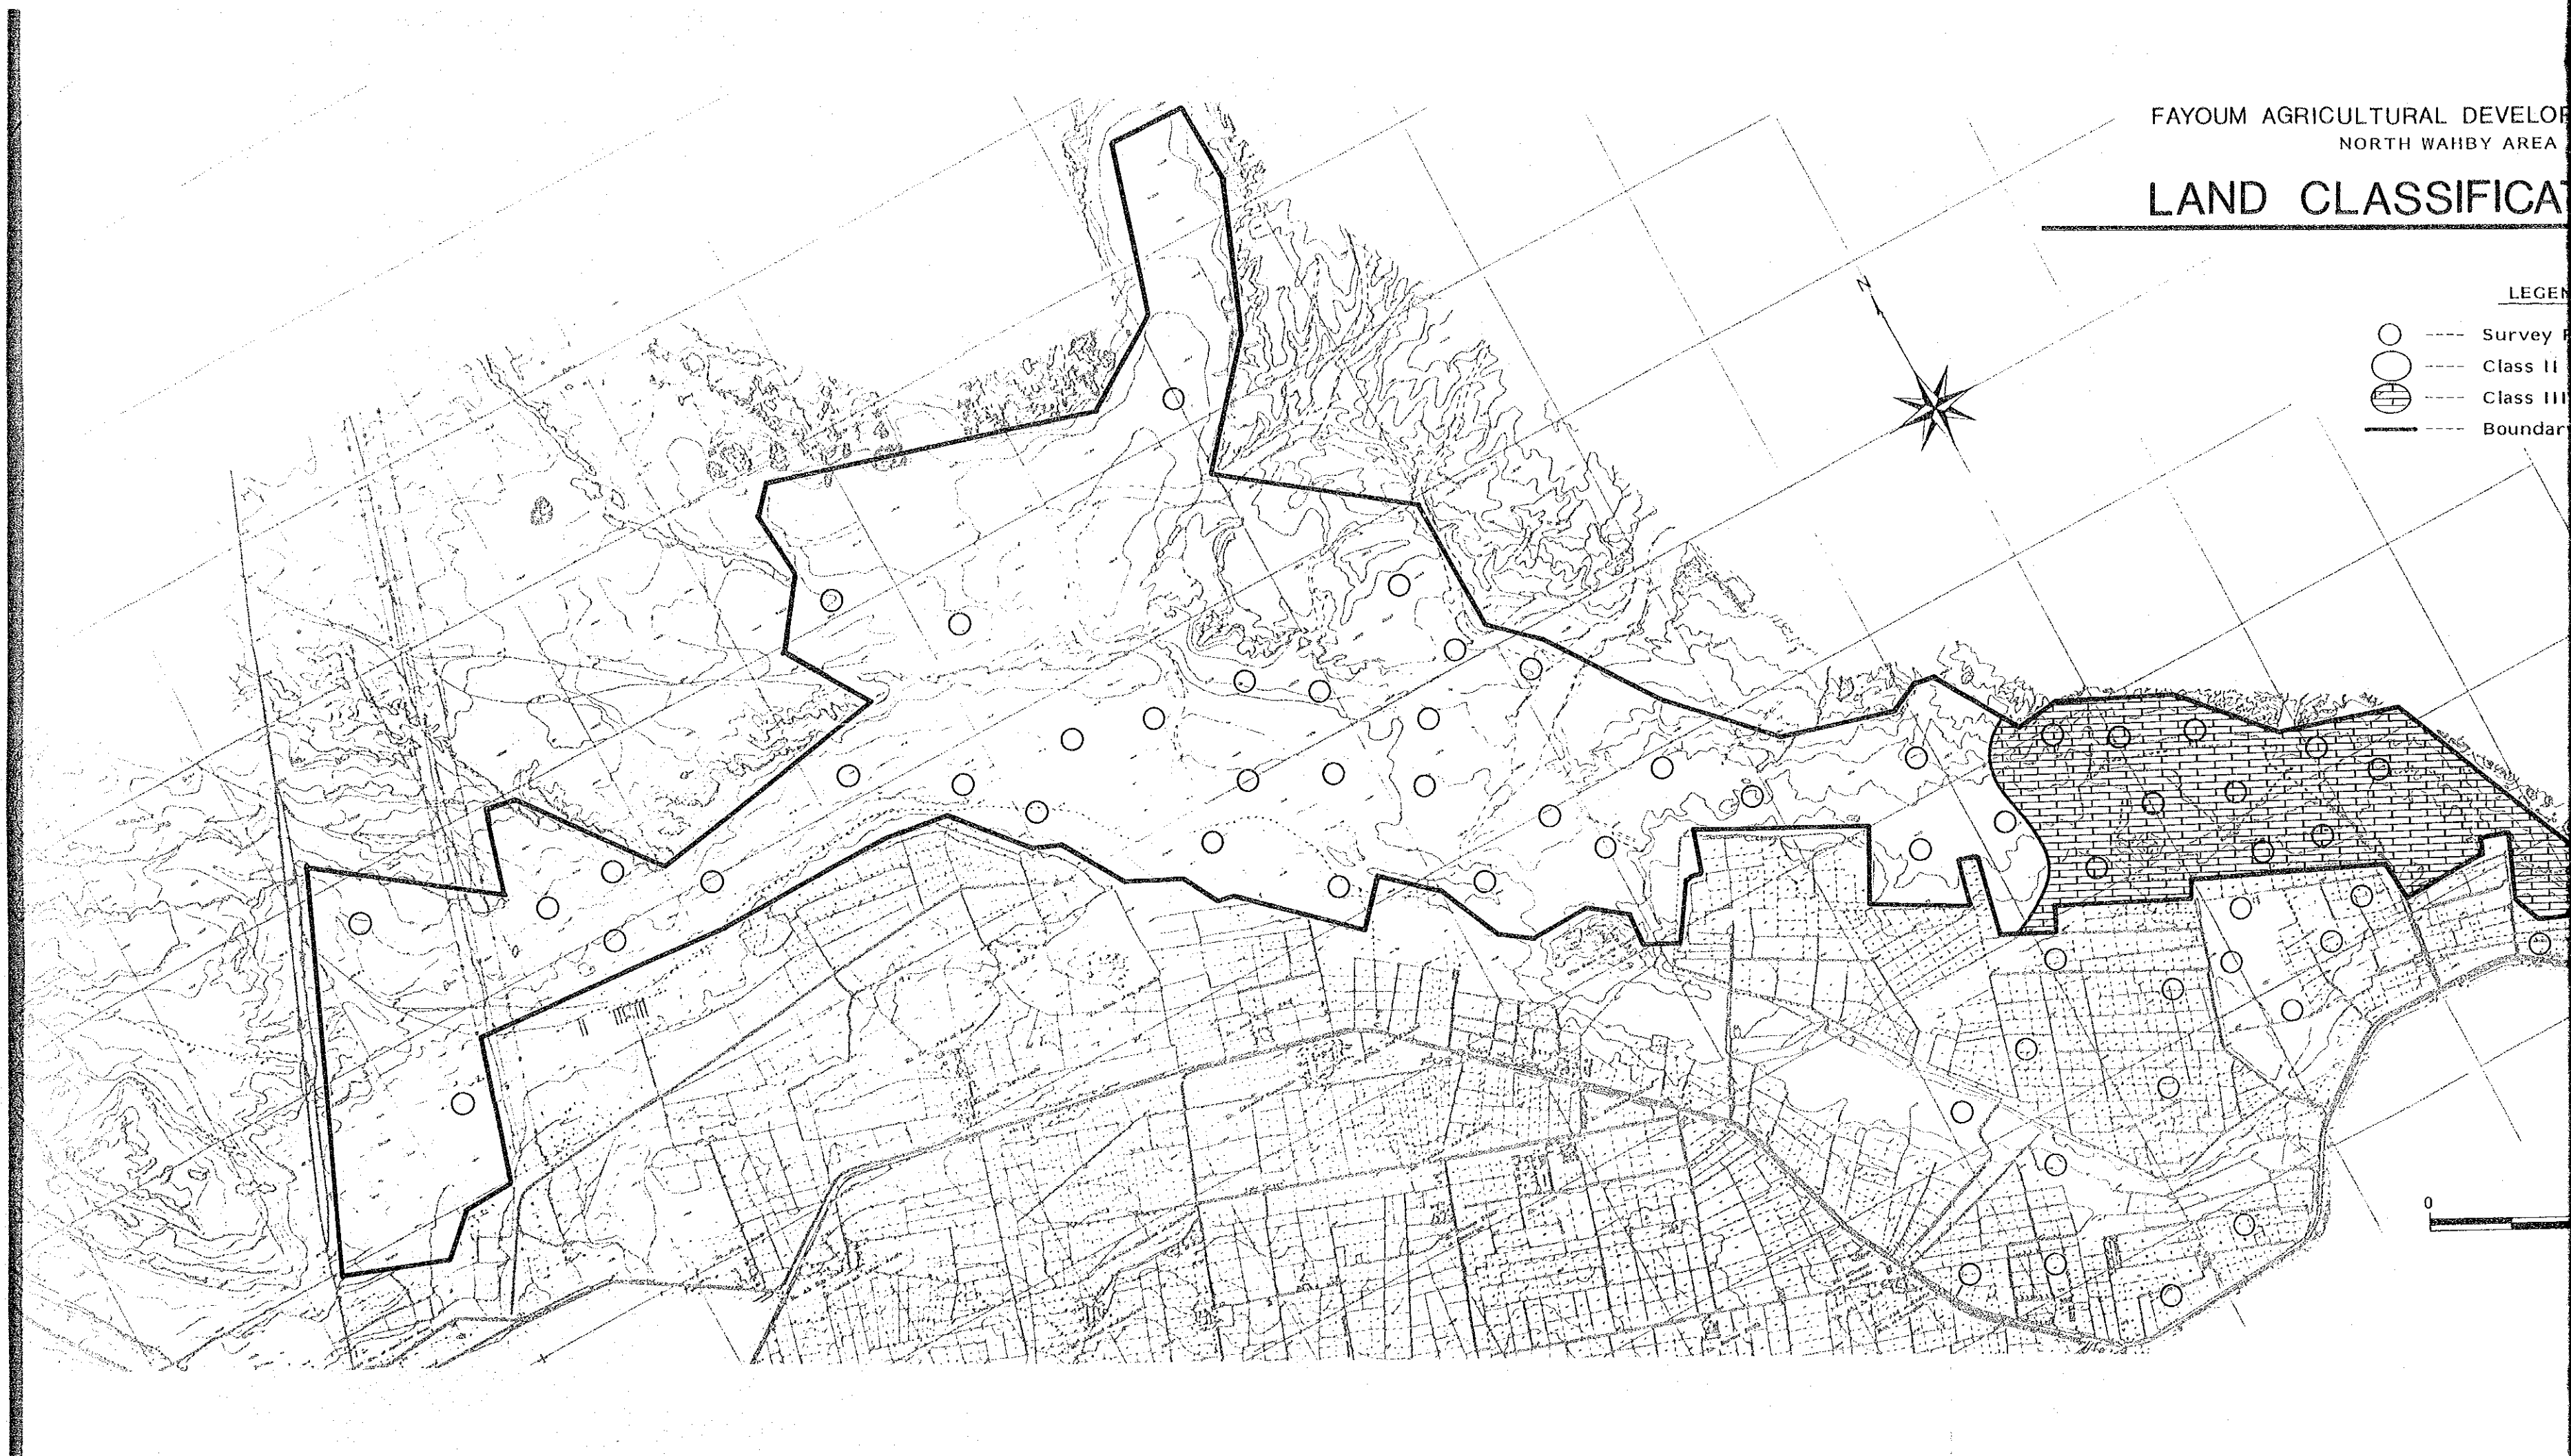 FAYOUM AGRICULTURAL DEVELOP
NORTH WAHBY AREA
LAND CLASSIFICAT
N
LEGEN
---- Survey P
---- Class II
---- Class III
---- Boundary
0